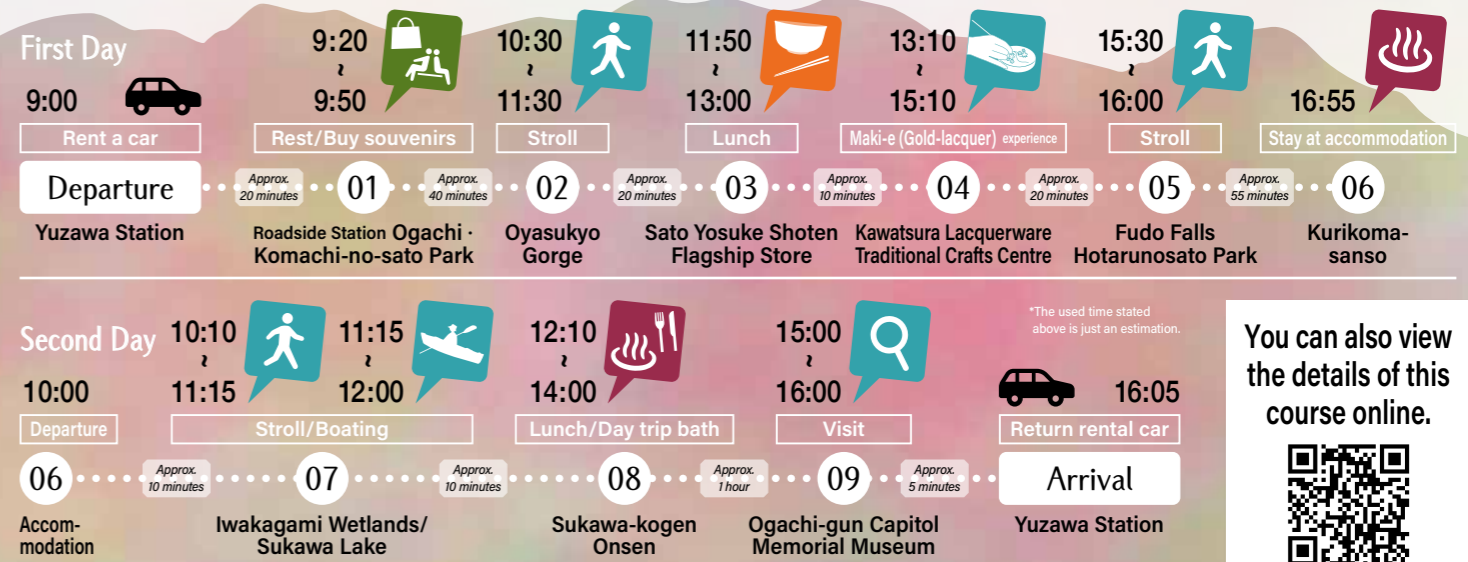 First Day
9:00
Rent a car
Departure
Yuzawa Station
Approx.
20 minutes
9:20
~
9:50
Rest/Buy souvenirs
01
Roadside Station Ogachi ·
Komachi-no-sato Park
Approx.
40 minutes
10:30
~
11:30
Stroll
02
Oyasukyo
Gorge
Approx.
20 minutes
11:50
~
13:00
Lunch
03
Sato Yosuke Shoten
Flagship Store
Approx.
10 minutes
13:10
~
15:10
Maki-e (Gold-lacquer) experience
04
Kawatsura Lacquerware
Traditional Crafts Centre
Approx.
20 minutes
15:30
~
16:00
Stroll
05
Fudo Falls
Hotarunosato Park
Approx.
55 minutes
16:55
Stay at accommodation
06
Kurikoma-
sanso
Second Day
10:00
Departure
06
Accom-
modation
Approx.
10 minutes
10:10
~
11:15
11:15
~
12:00
Stroll/Boating
07
Iwakagami Wetlands/
Sukawa Lake
Approx.
10 minutes
12:10
~
14:00
Lunch/Day trip bath
08
Sukawa-kogen
Onsen
Approx.
1 hour
15:00
~
16:00
Visit
09
Ogachi-gun Capitol
Memorial Museum
Approx.
5 minutes
*The used time stated
above is just an estimation.
16:05
Return rental car
Arrival
Yuzawa Station
You can also view
the details of this
course online.